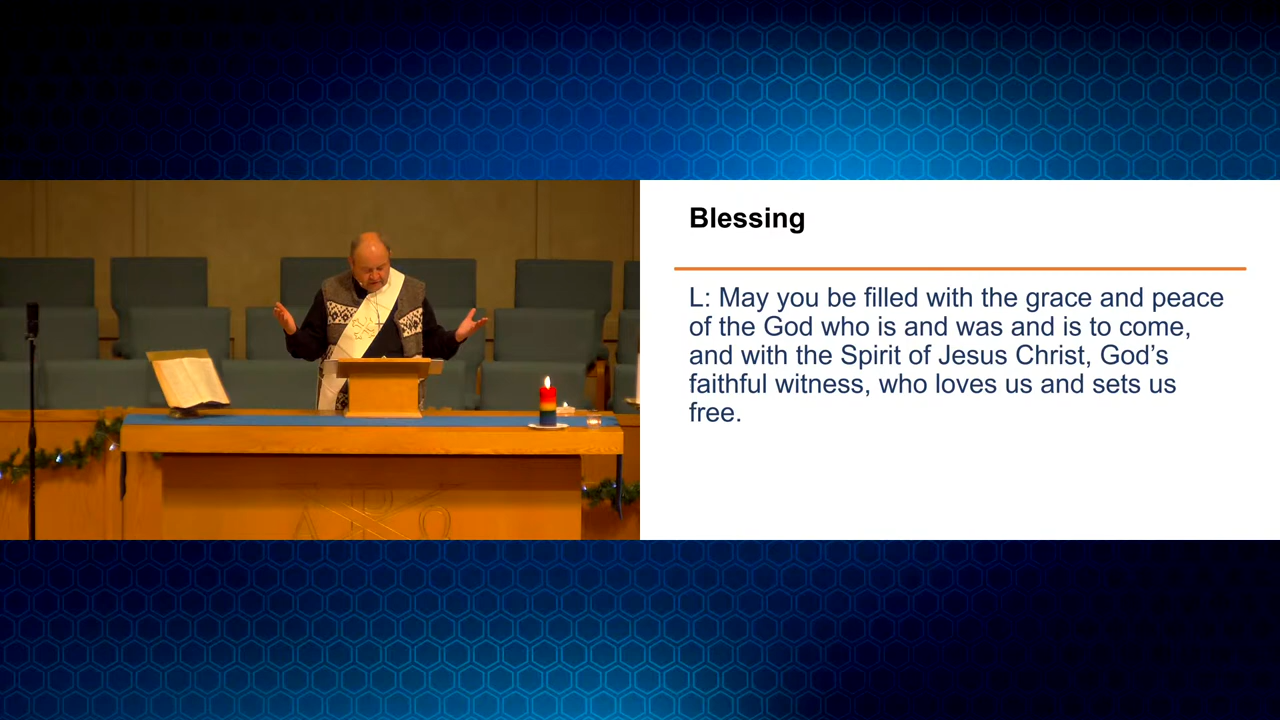 Blessing
L: May you be filled with the grace and peace
of the God who is and was and is to come,
and with the Spirit of Jesus Christ, God’s
faithful witness, who loves us and sets us
free.